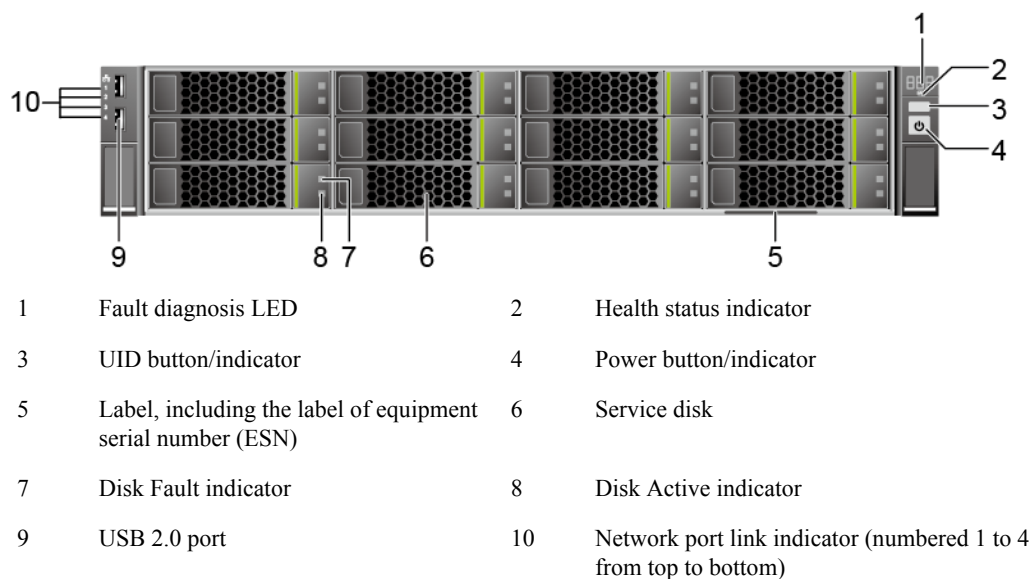 1
2
3
4
10
9
8 7
6
5
1 Fault diagnosis LED 2 Health status indicator
3 UID button/indicator 4 Power button/indicator
5 Label, including the label of equipment 6 Service disk
serial number (ESN)
7 Disk Fault indicator 8 Disk Active indicator
9 USB 2.0 port 10 Network port link indicator (numbered 1 to 4
from top to bottom)